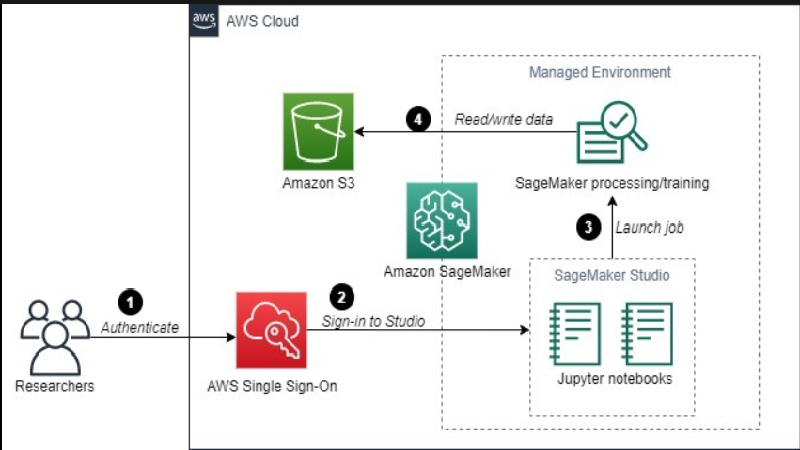 aws
AWS Cloud
Managed Environment
4
Read/write data
Amazon S3
SageMaker processing/training
3
Launch job
Amazon SageMaker
SageMaker Studio
1
Authenticate
2
Sign-in to Studio
Researchers
AWS Single Sign-On
Jupyter notebooks